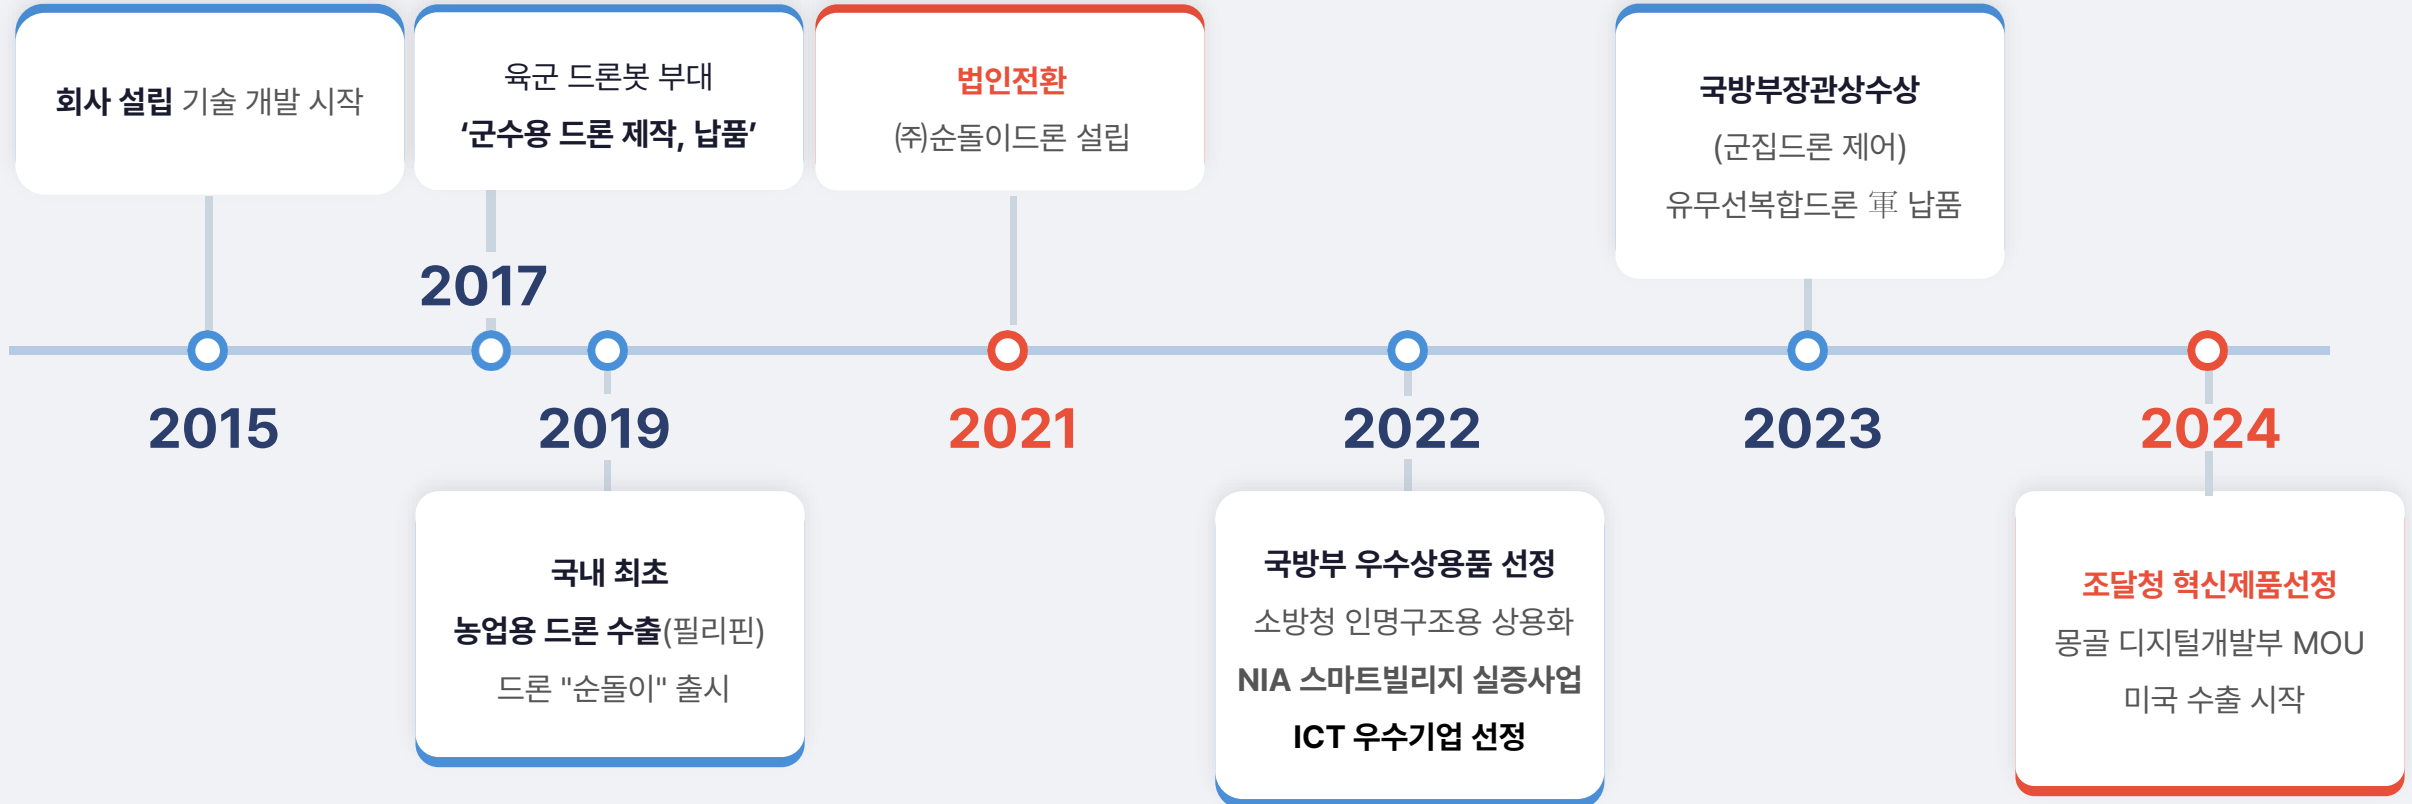 회사 설립 기술 개발 시작
2015
육군 드론봇 부대
‘군수용 드론 제작, 납품’
2017
2019
국내 최초
농업용 드론 수출(필리핀)
드론 "순돌이" 출시
법인전환
㈜순돌이드론 설립
2021
2022
국방부 우수상용품 선정
소방청 인명구조용 상용화
NIA 스마트빌리지 실증사업
ICT 우수기업 선정
국방부장관상수상
(군집드론 제어)
유무선복합드론 軍 납품
2023
2024
조달청 혁신제품선정
몽골 디지털개발부 MOU
미국 수출 시작